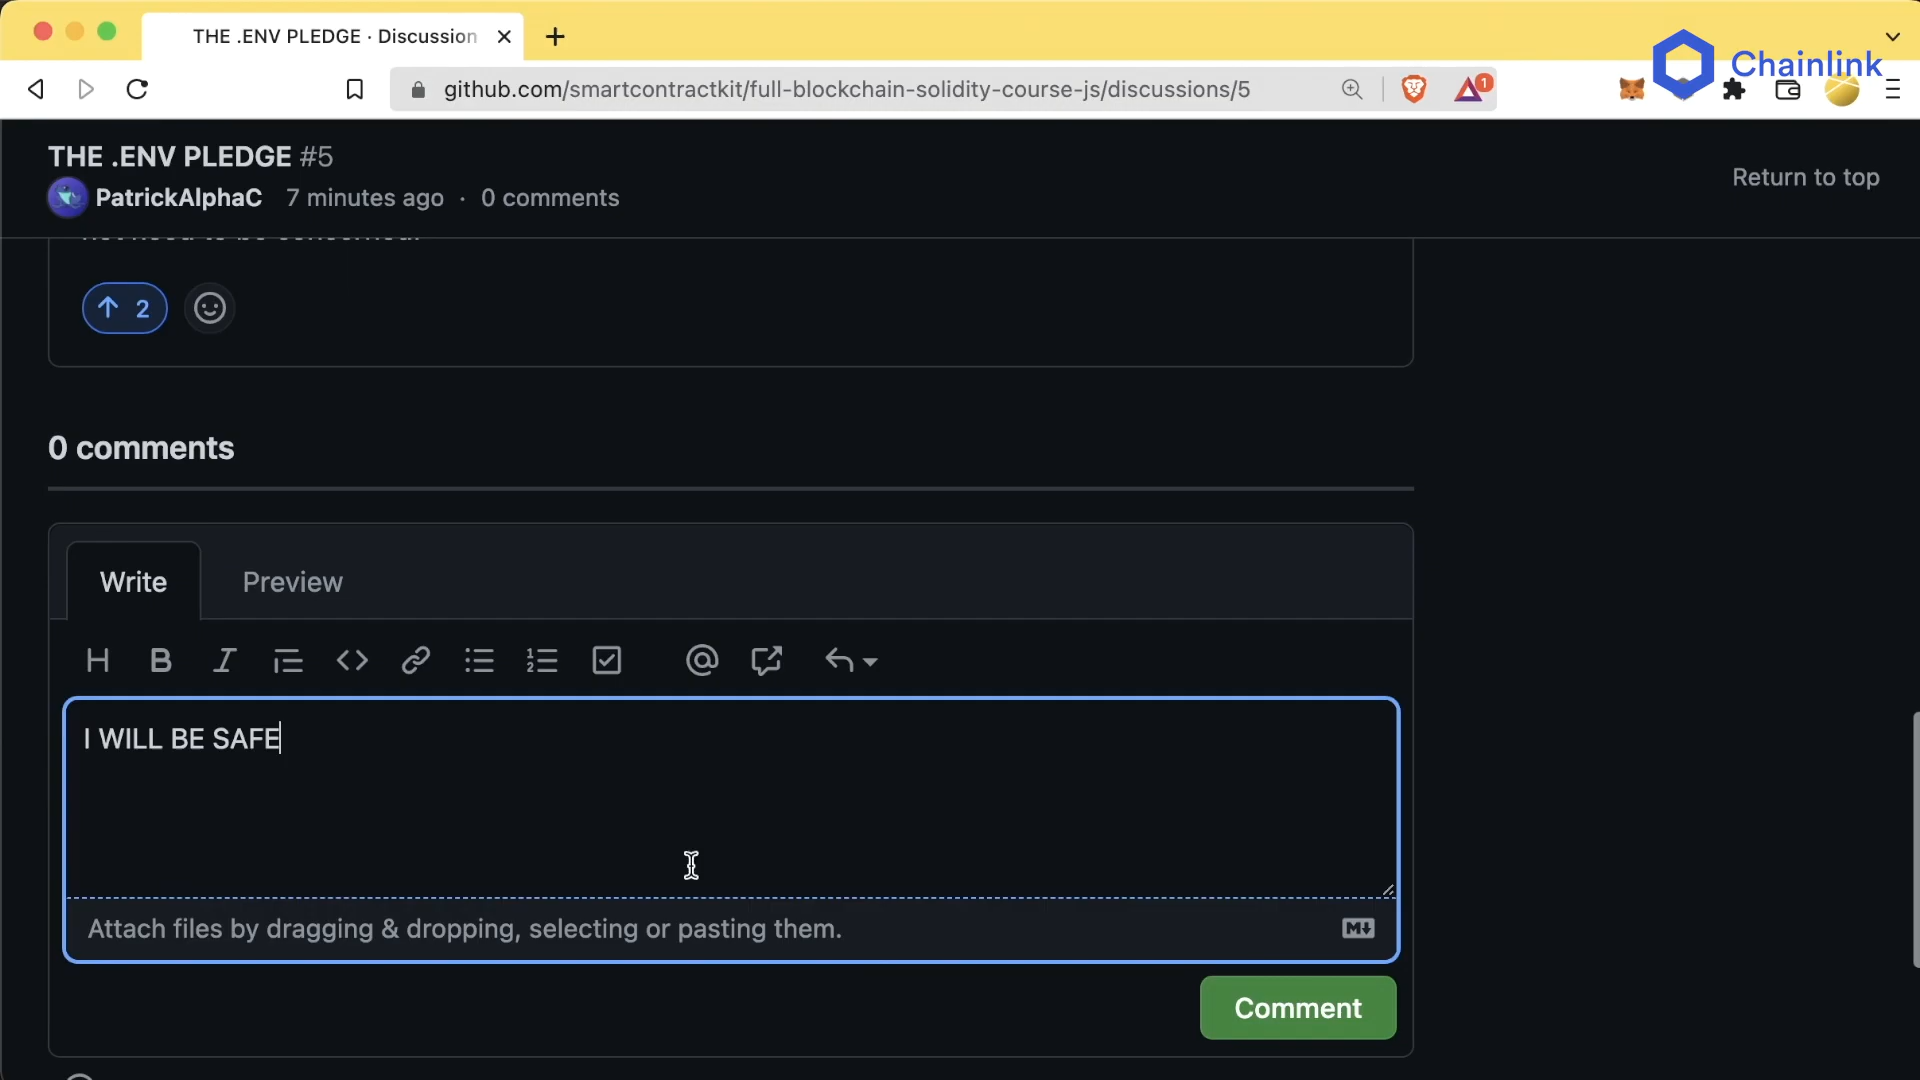 THE .ENV PLEDGE · Discussion
Chainlink
github.com/smartcontractkit/full-blockchain-solidity-course-js/discussions/5
1
THE .ENV PLEDGE #5
PatrickAlphaC 7 minutes ago · 0 comments
Return to top
2
0 comments
Write Preview
I WILL BE SAFE
Attach files by dragging & dropping, selecting or pasting them.
Comment